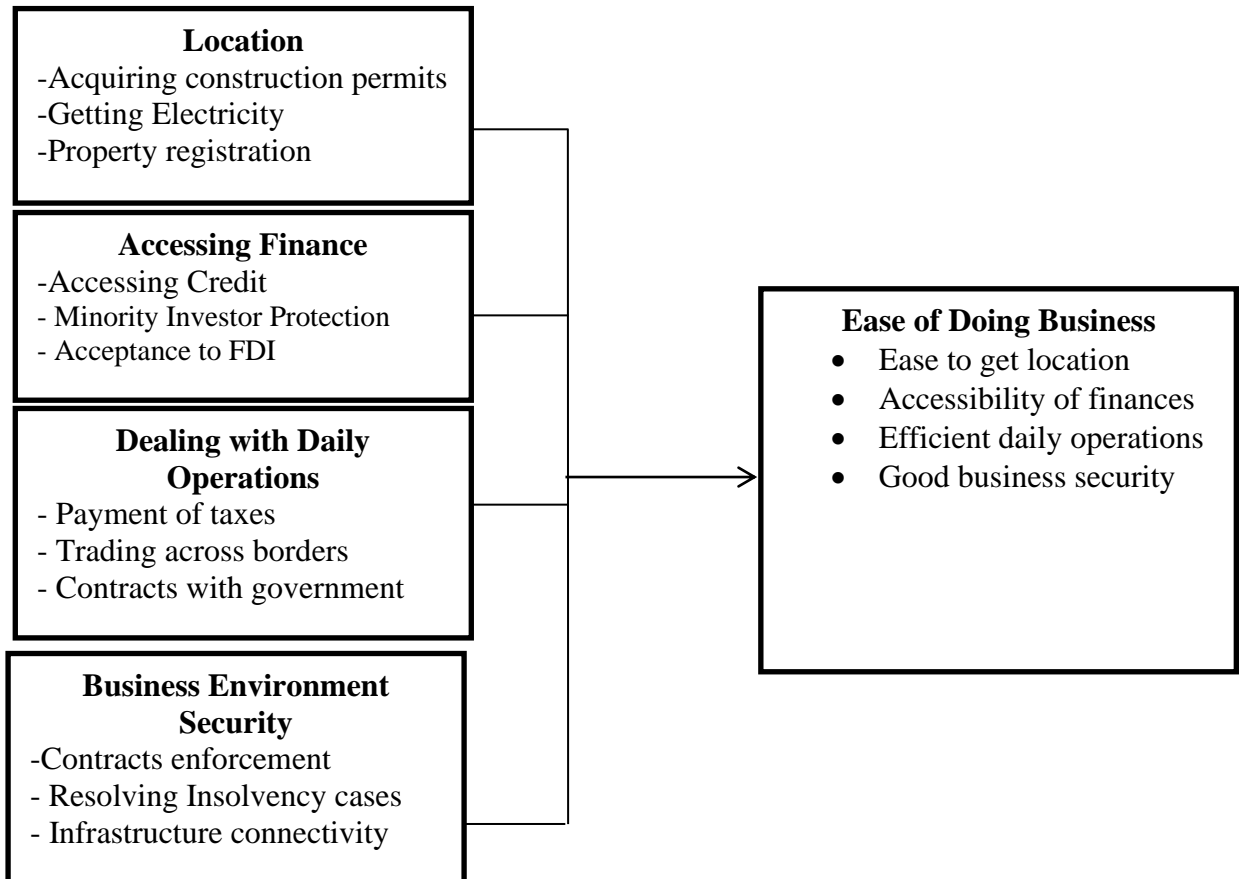 Location
-Acquiring construction permits
-Getting Electricity
-Property registration
Accessing Finance
-Accessing Credit
- Minority Investor Protection
- Acceptance to FDI
Dealing with Daily
Operations
- Payment of taxes
- Trading across borders
- Contracts with government
Business Environment
Security
-Contracts enforcement
- Resolving Insolvency cases
- Infrastructure connectivity
Ease of Doing Business
• Ease to get location
• Accessibility of finances
• Efficient daily operations
• Good business security